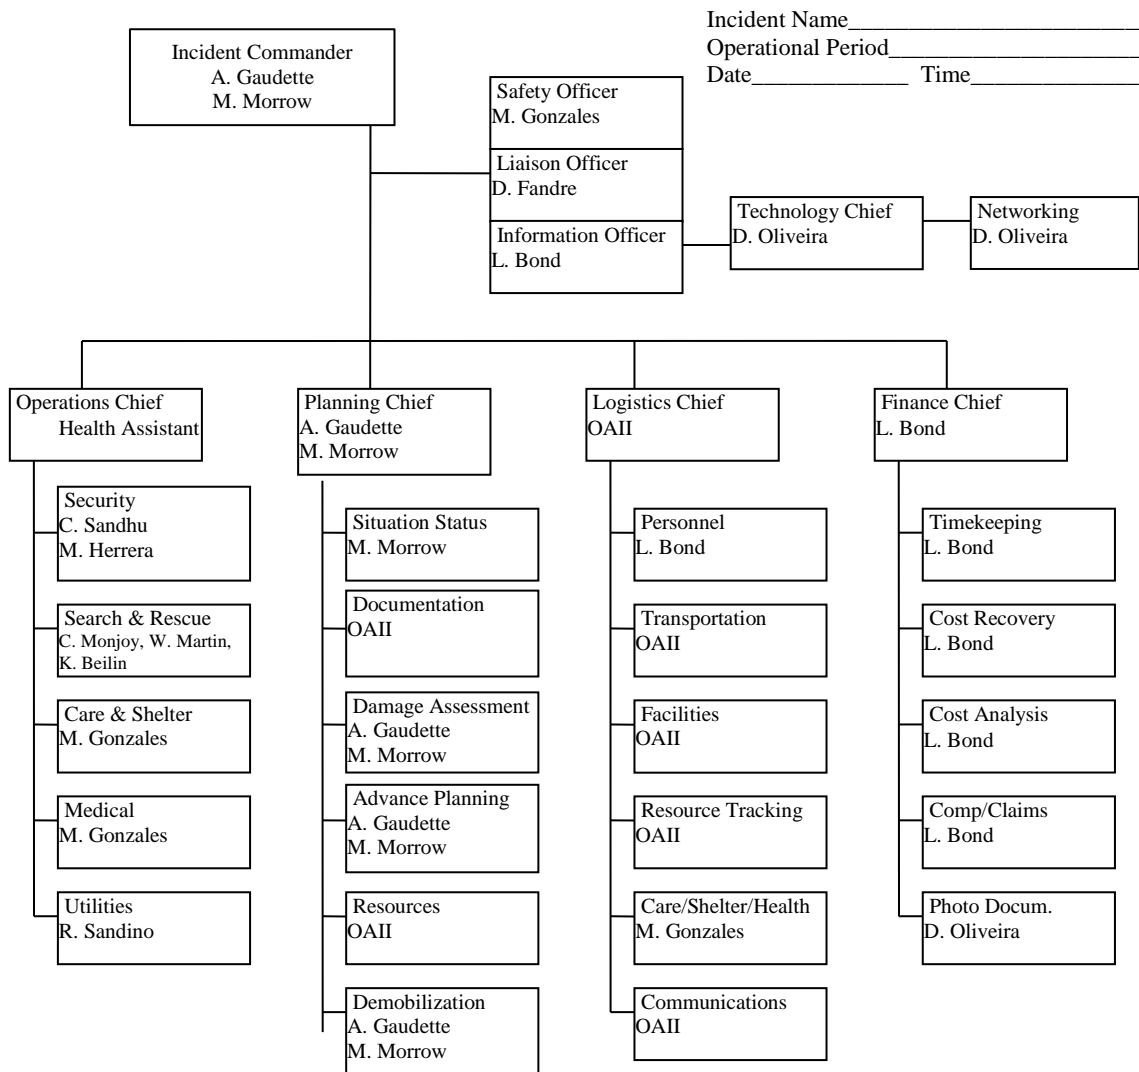 Incident Name__________________________
Operational Period______________________
Date_____________ Time_______________
Incident Commander
A. Gaudette
M. Morrow
Safety Officer
M. Gonzales
Liaison Officer
D. Fandre
Information Officer
L. Bond
Technology Chief
D. Oliveira
Networking
D. Oliveira
Operations Chief
Health Assistant
Security
C. Sandhu
M. Herrera
Search & Rescue
C. Monjoy, W. Martin,
K. Beilin
Care & Shelter
M. Gonzales
Medical
M. Gonzales
Utilities
R. Sandino
Planning Chief
A. Gaudette
M. Morrow
Situation Status
M. Morrow
Documentation
OAII
Damage Assessment
A. Gaudette
M. Morrow
Advance Planning
A. Gaudette
M. Morrow
Resources
OAII
Demobilization
A. Gaudette
M. Morrow
Logistics Chief
OAII
Personnel
L. Bond
Transportation
OAII
Facilities
OAII
Resource Tracking
OAII
Care/Shelter/Health
M. Gonzales
Communications
OAII
Finance Chief
L. Bond
Timekeeping
L. Bond
Cost Recovery
L. Bond
Cost Analysis
L. Bond
Comp/Claims
L. Bond
Photo Docum.
D. Oliveira